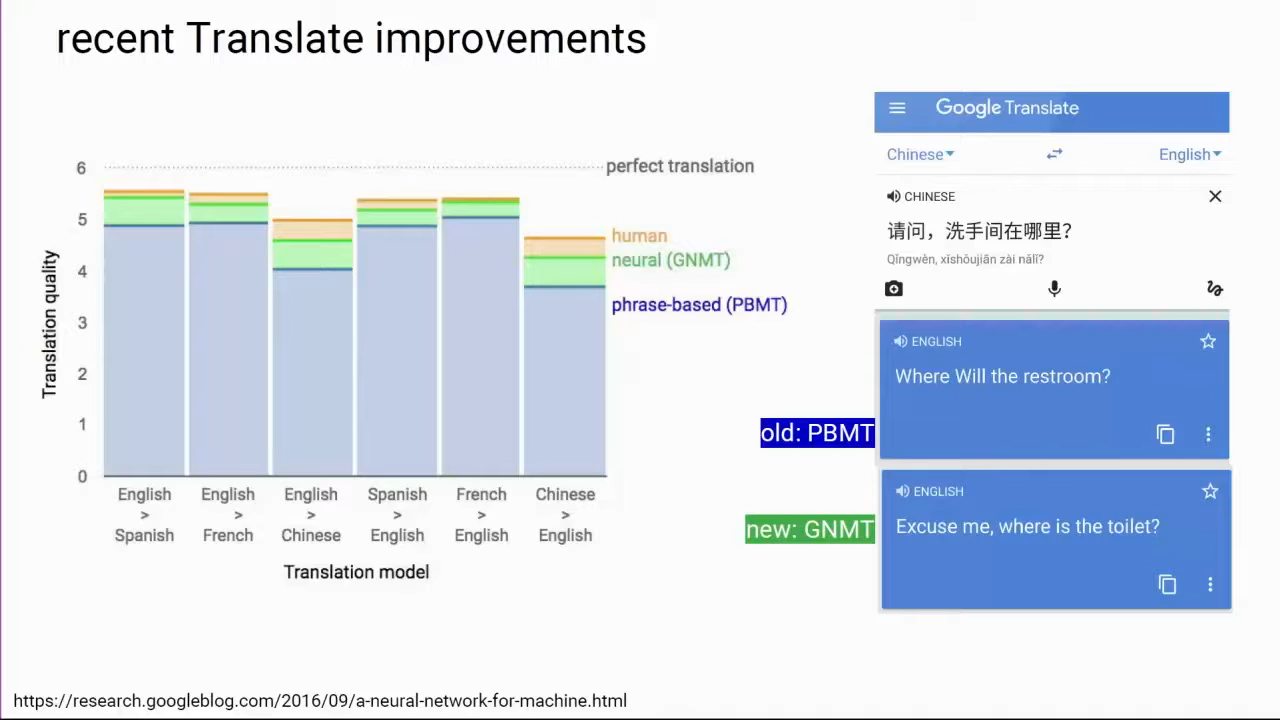 recent Translate improvements
6
5
4
3
2
1
0
Translation quality
perfect translation
human
neural (GNMT)
phrase-based (PBMT)
English > Spanish
English > French
English > Chinese
Spanish > English
French > English
Chinese > English
Translation model
Google Translate
Chinese
English
CHINESE
请问，洗手间在哪里？
Qǐngwèn, xǐshǒujiān zài nǎlǐ?
old: PBMT
ENGLISH
Where Will the restroom?
new: GNMT
ENGLISH
Excuse me, where is the toilet?
https://research.googleblog.com/2016/09/a-neural-network-for-machine.html